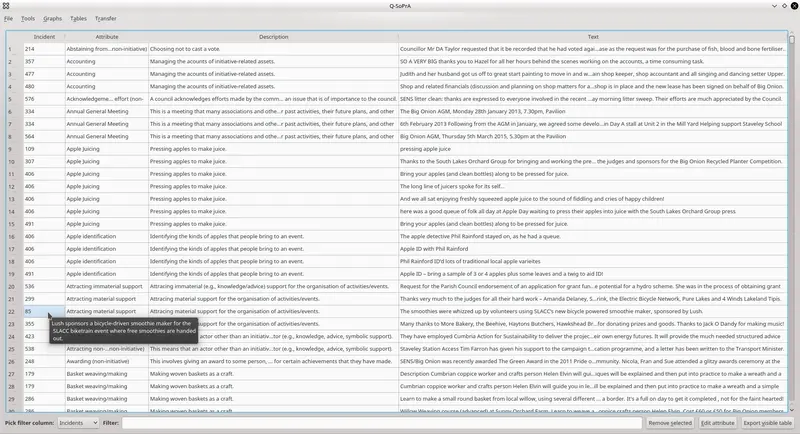 Q-SoPrA
File Tools Graphs Tables Transfer
Incident Attribute Description Text
1 214 Abstaining from...non-initiative) Choosing not to cast a vote. Councillor Mr DA Taylor requested that it be recorded that he had voted agai...ease as the request was for the purchase of fish, blood and bone fertiliser...
2 357 Accounting Managing the acounts of initiative-related assets. SO A VERY BIG thanks you to Hazel for all her hours behind the scenes working on the accounts, a time consuming task.
3 477 Accounting Managing the acounts of initiative-related assets. Judith and her husband got us off to great start painting to move in and w...ain shop keeper, shop accountant and all singing and dancing setter Upper.
4 480 Accounting Managing the acounts of initiative-related assets. Shop and related financials (discussion and planning on shop matters for a...shop is in place and the new lease has been signed on behalf of Big Onion.
5 576 Acknowledgeme... effort (non- A council acknowledges efforts made by the comm... an issue that is of importance to the council. SENS litter clean: thanks are expressed to everyone involved in the recent ...ay morning litter sweep. Their efforts are much appreciated by the Council.
6 334 Annual General Meeting This is a meeting that many associations and othe...r past activities, their future plans, and other The Big Onion AGM, Monday 28th January 2013, 7.30pm, Pavilion
7 334 Annual General Meeting This is a meeting that many associations and othe...r past activities, their future plans, and other 6th February 2013 Following from the AGM in January, we agreed some develo...in Day A stall at Unit 2 in the Mill Yard Helping support Staveley School
8 564 Annual General Meeting This is a meeting that many associations and othe...r past activities, their future plans, and other Big Onion AGM, Thursday 5th March 2015, 5.30pm at the Pavilion
9 109 Apple Juicing Pressing apples to make juice. pressing apple juice
10 307 Apple Juicing Pressing apples to make juice. Thanks to the South Lakes Orchard Group for bringing and working the pre... the judges and sponsors for the Big Onion Recycled Planter Competition.
11 406 Apple Juicing Pressing apples to make juice. Bring your apples (and clean bottles) along to be pressed for juice.
12 406 Apple Juicing Pressing apples to make juice. The long line of juicers spoke for its self...
13 406 Apple Juicing Pressing apples to make juice. And we all sat enjoying freshly squeezed apple juice to the sound of fiddling and cries of happy children!
14 406 Apple Juicing Pressing apples to make juice. here was a good queue of folk all day at Apple Day waiting to press their apples into juice with the South Lakes Orchard Group press
15 491 Apple Juicing Pressing apples to make juice. Bring your apples (and clean bottles) along to be pressed for juice.
16 406 Apple identification Identifying the kinds of apples that people bring to an event. The apple detective Phil Rainford stayed on, as he had a queue.
17 406 Apple identification Identifying the kinds of apples that people bring to an event. Apple ID with Phil Rainford
18 406 Apple identification Identifying the kinds of apples that people bring to an event. Phil Rainford ID'd lots of traditional local apple varieites
19 491 Apple identification Identifying the kinds of apples that people bring to an event. Apple ID – bring a sample of 3 or 4 apples plus some leaves and a twig to aid ID!
20 536 Attracting immaterial support Attracing imaterial (e.g., knowledge/advice) support for the organisation of activities/events. Request for the Parish Council endorsement of an application for grant fun...e potential for a hydro scheme. She was in the process of obtaining grant
21 299 Attracting material support Attracing material support for the organisation of activities/events. Thanks very much to the judges for all their hard work – Amanda Delaney. S...rink, the Electric Bicycle Network, Pure Lakes and 4 Winds Lakeland Tipis.
22 85 Attracting material support Attracing material support for the organisation of activities/events. The smoothies were whizzed up by volunteers using SLACC's new bicycle powered smoothie maker, sponsored by Lush.
Lush sponsors a bicycle-driven smoothie maker for the
SLACC biketrain event where free smoothies are handed
out.
23 355 for the organisation of activities/events. Many thanks to More Bakery, the Beehive, Haytons Butchers, Hawkshead Br...for donating prizes and goods. Thanks to Jack O Dandy for making music!
24 423 an actor other than an initiativ...tor (e.g., knowledge, advice, symbolic support). They have employed Cumbria Action for Sustainability to deliver the projec...eir own energy futures. It will provide the much needed structured advice
25 538 Attracting (non-initiative) This means that an actor other than an initiativ...tor (e.g., knowledge, advice, symbolic support). Staveley Station Access Tim Farron has given his support to the campaign t...cation programme, and a letter has been written to the Transport Minister.
26 248 Awarding (non-initiative) This involves giving an award to some person, ... for certain achievements that they have made. SENS/Big Onion was recently awarded The Green Award in the 2011 Pride o...mmunity. Nicola, Fran and Sue attended a glitzy awards ceremony at the
27 179 Basket weaving/making Making woven baskets as a craft. Description Cumbrian coppice worker and crafts person Helen Elvin will gui...ques will be explained and then put into practice to make a wreath and a
28 179 Basket weaving/making Making woven baskets as a craft. Cumbrian coppice worker and crafts person Helen Elvin will guide you in le...ill be explained and then put into practice to make a wreath and a simple
29 286 Basket weaving/making Making woven baskets as a craft. Learn to make a small round basket from local willow, using several different ... a border. It's a full on day to get it completed, not for the faint hearted!
30 286 Basket weaving/making Making woven baskets as a craft.
Pick filter column: Incidents Filter: Remove selected Edit attribute Export visible table